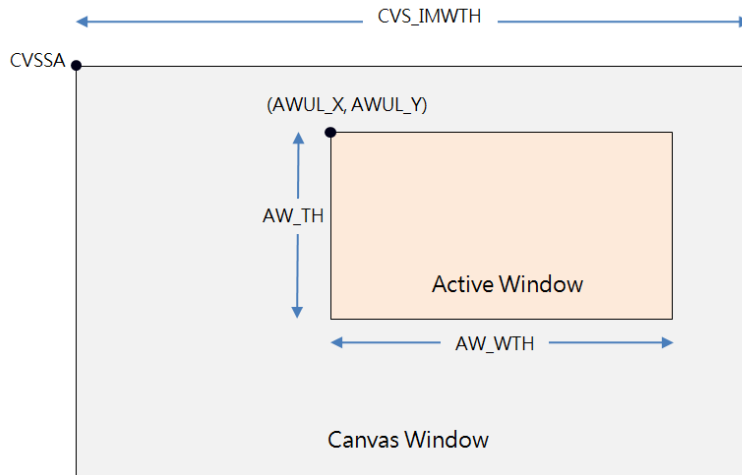 CVS_IMWTH
CVSSA
(AWUL_X, AWUL_Y)
AW_TH
Active Window
AW_WTH
Canvas Window